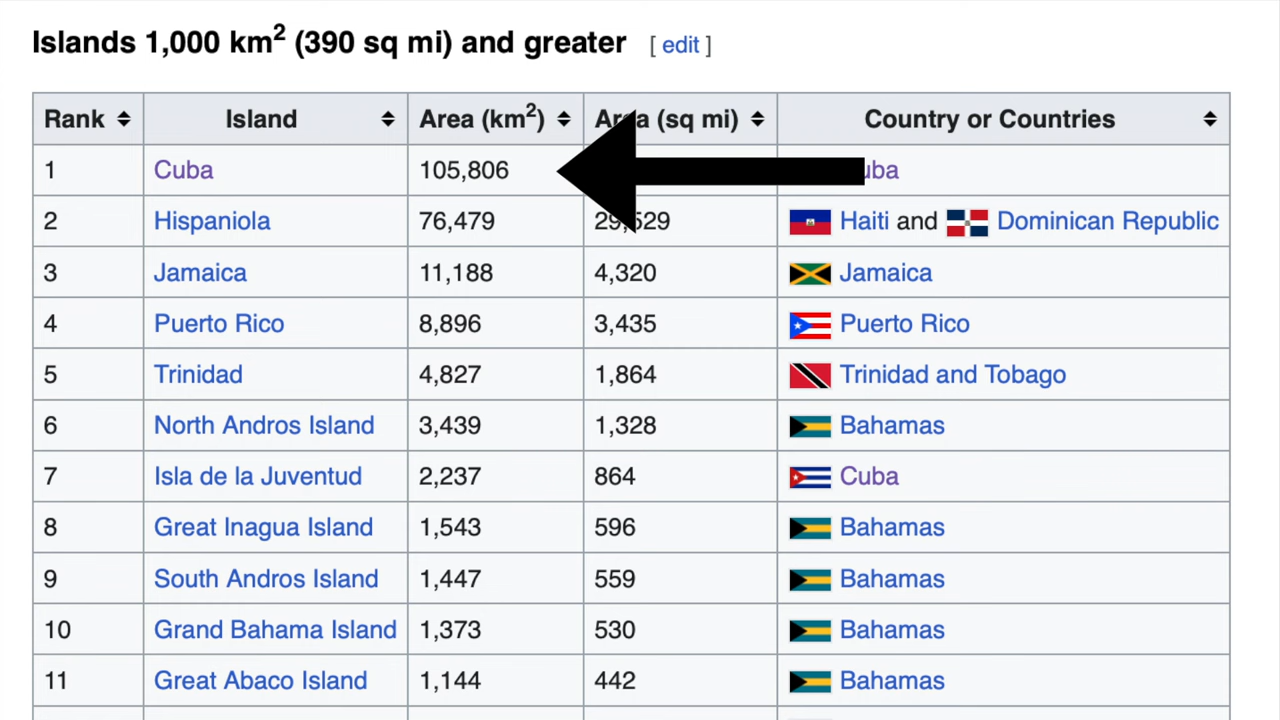 Islands 1,000 km² (390 sq mi) and greater [ edit ]
Rank Island Area (km²) Area (sq mi) Country or Countries
1 Cuba 105,806
2 Hispaniola 76,479 Haiti and Dominican Republic
3 Jamaica 11,188 4,320 Jamaica
4 Puerto Rico 8,896 3,435 Puerto Rico
5 Trinidad 4,827 1,864 Trinidad and Tobago
6 North Andros Island 3,439 1,328 Bahamas
7 Isla de la Juventud 2,237 864 Cuba
8 Great Inagua Island 1,543 596 Bahamas
9 South Andros Island 1,447 559 Bahamas
10 Grand Bahama Island 1,373 530 Bahamas
11 Great Abaco Island 1,144 442 Bahamas